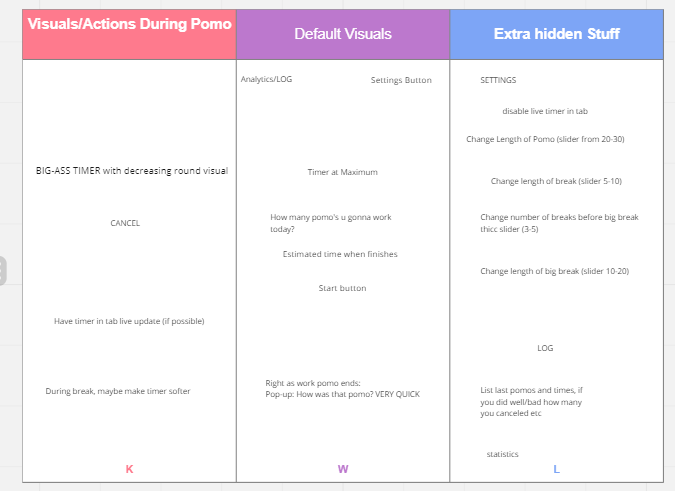 Visuals/Actions During Pomo
BIG-ASS TIMER with decreasing round visual
CANCEL
Have timer in tab live update (if possible)
During break, maybe make timer softer
K
Default Visuals
Analytics/LOG
Settings Button
Timer at Maximum
How many pomo's u gonna work
today?
Estimated time when finishes
Start button
Right as work pomo ends:
Pop-up: How was that pomo? VERY QUICK
W
Extra hidden Stuff
SETTINGS
disable live timer in tab
Change Length of Pomo (slider from 20-30)
Change length of break (slider 5-10)
Change number of breaks before big break
thicc slider (3-5)
Change length of big break (slider 10-20)
LOG
List last pomos and times, if
you did well/bad how many
you canceled etc
statistics
L